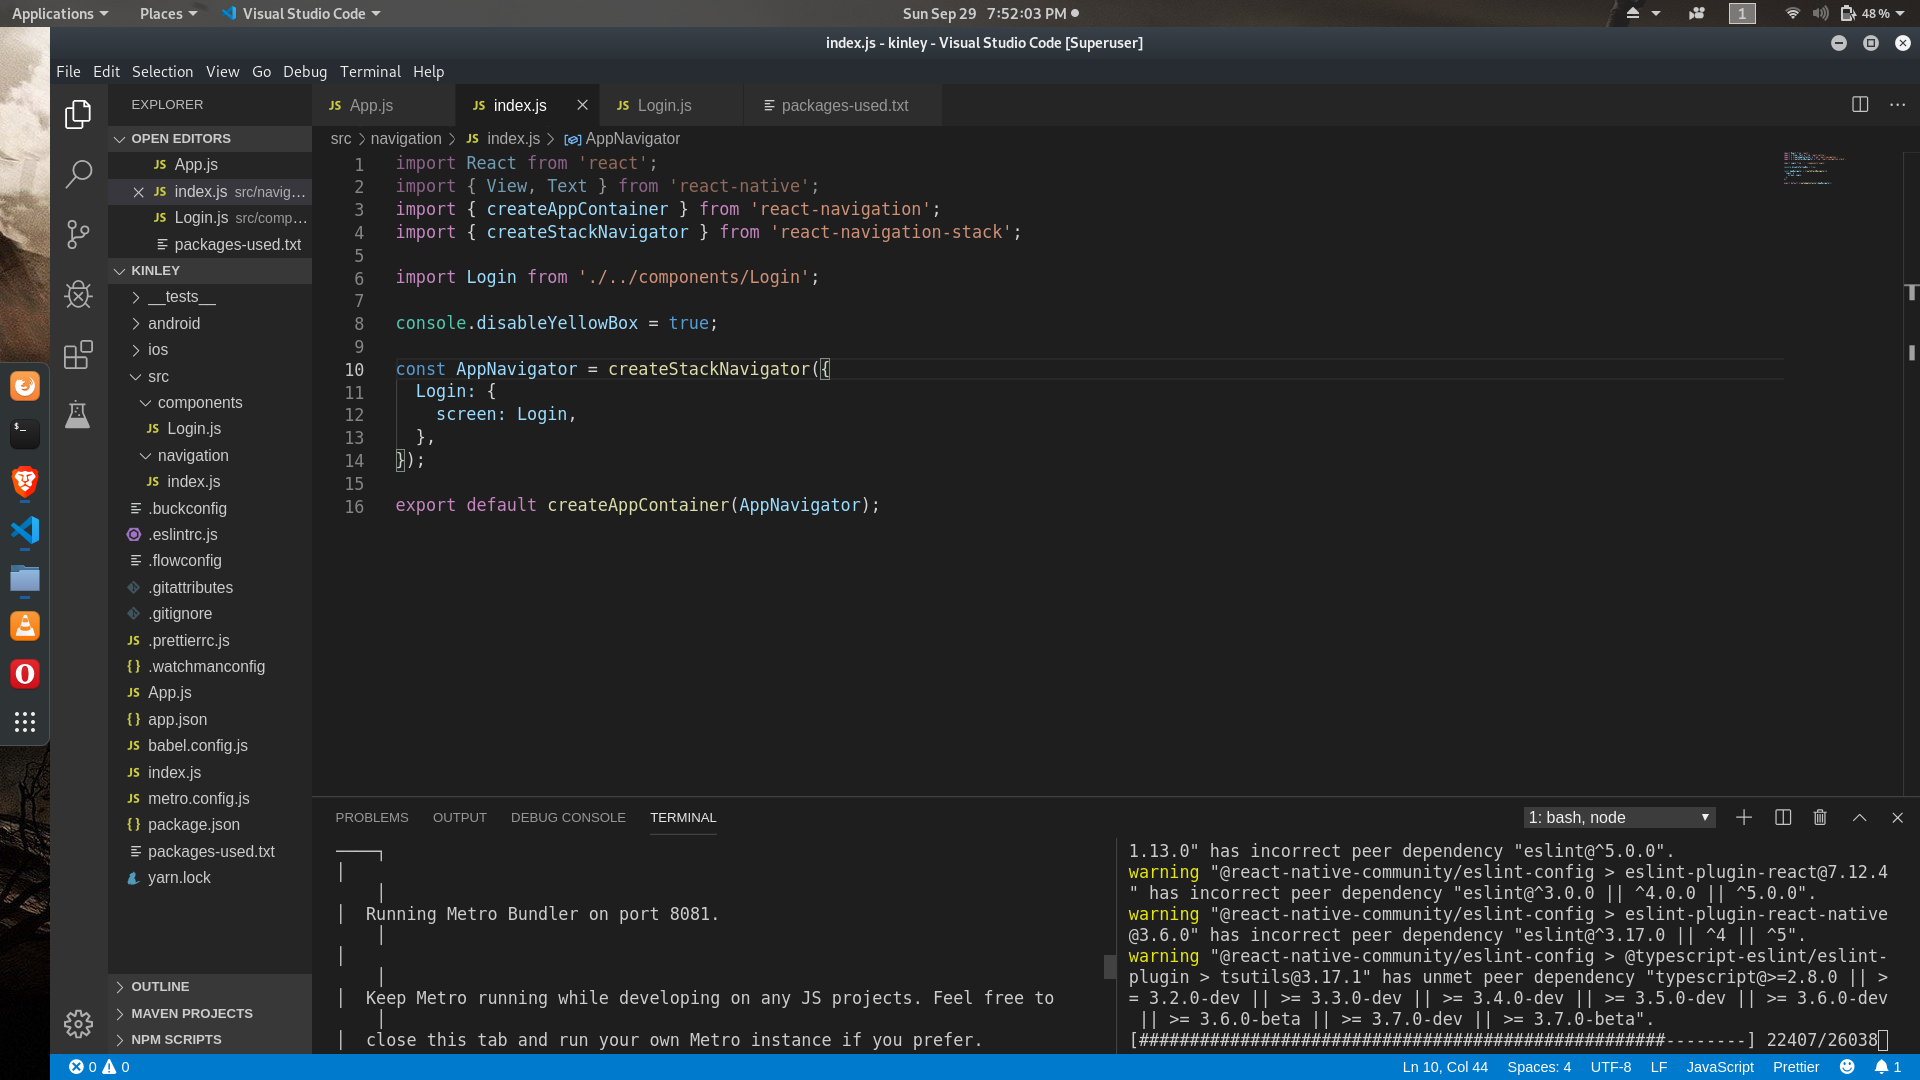 Applications Places Visual Studio Code Sun Sep 29 7:52:03 PM 1 48 %
index.js - kinley - Visual Studio Code [Superuser]
File Edit Selection View Go Debug Terminal Help
EXPLORER
OPEN EDITORS
JS App.js
JS index.js src/navig...
JS Login.js src/comp...
packages-used.txt
KINLEY
__tests__
android
ios
src
components
JS Login.js
navigation
JS index.js
.buckconfig
.eslintrc.js
.flowconfig
.gitattributes
.gitignore
JS .prettierrc.js
{} .watchmanconfig
JS App.js
{} app.json
JS babel.config.js
JS index.js
JS metro.config.js
{} package.json
packages-used.txt
yarn.lock
OUTLINE
MAVEN PROJECTS
NPM SCRIPTS
JS App.js JS index.js JS Login.js packages-used.txt
src > navigation > JS index.js > AppNavigator
1 import React from 'react';
2 import { View, Text } from 'react-native';
3 import { createAppContainer } from 'react-navigation';
4 import { createStackNavigator } from 'react-navigation-stack';
5
6 import Login from './../components/Login';
7
8 console.disableYellowBox = true;
9
10 const AppNavigator = createStackNavigator({
11 Login: {
12 screen: Login,
13 },
14 });
15
16 export default createAppContainer(AppNavigator);
PROBLEMS OUTPUT DEBUG CONSOLE TERMINAL 1: bash, node
Running Metro Bundler on port 8081.
Keep Metro running while developing on any JS projects. Feel free to
close this tab and run your own Metro instance if you prefer.
1.13.0" has incorrect peer dependency "eslint@^5.0.0".
warning "@react-native-community/eslint-config > eslint-plugin-react@7.12.4
" has incorrect peer dependency "eslint@^3.0.0 || ^4.0.0 || ^5.0.0".
warning "@react-native-community/eslint-config > eslint-plugin-react-native
@3.6.0" has incorrect peer dependency "eslint@^3.17.0 || ^4 || ^5".
warning "@react-native-community/eslint-config > @typescript-eslint/eslint-
plugin > tsutils@3.17.1" has unmet peer dependency "typescript@>=2.8.0 || >
= 3.2.0-dev || >= 3.3.0-dev || >= 3.4.0-dev || >= 3.5.0-dev || >= 3.6.0-dev
|| >= 3.6.0-beta || >= 3.7.0-dev || >= 3.7.0-beta".
[####################################################--------] 22407/26038
0 0 Ln 10, Col 44 Spaces: 4 UTF-8 LF JavaScript Prettier 1